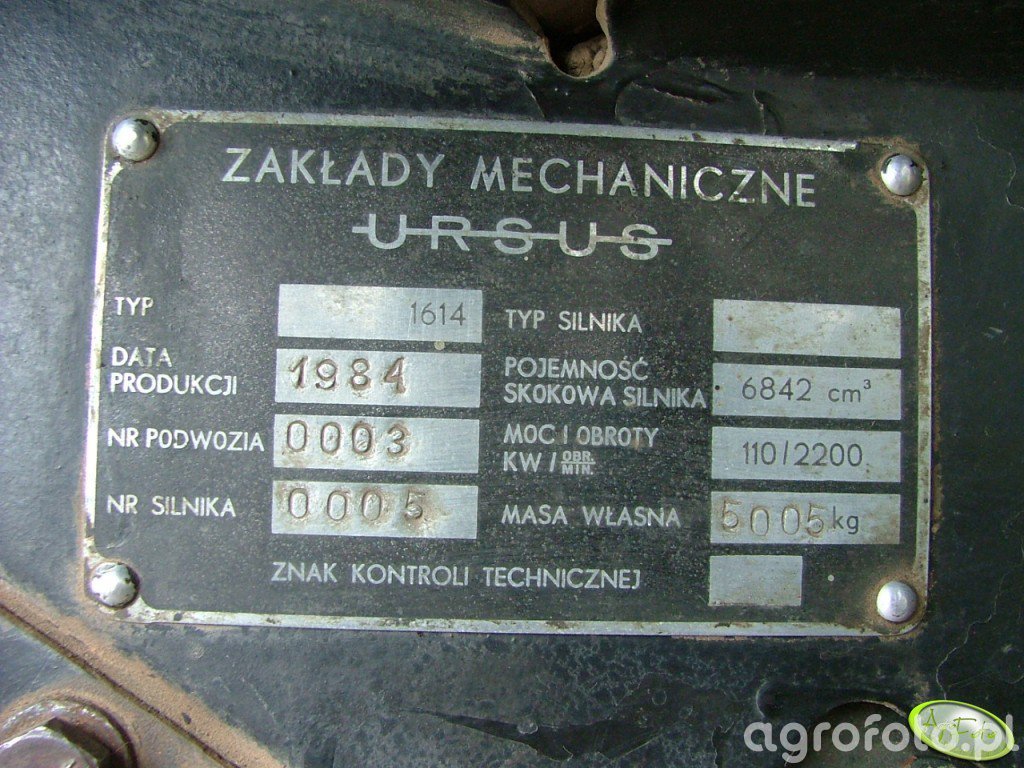 ZAKŁADY MECHANICZNE
URSUS
TYP 1614 TYP SILNIKA
DATA PRODUKCJI 1984 POJEMNOŚĆ SKOKOWA SILNIKA 6842 cm³
NR PODWOZIA 0003 MOC I OBROTY KW / OBR. MIN. 110/2200
NR SILNIKA 0005 MASA WŁASNA 5005 kg
ZNAK KONTROLI TECHNICZNEJ
agrofoto.pl